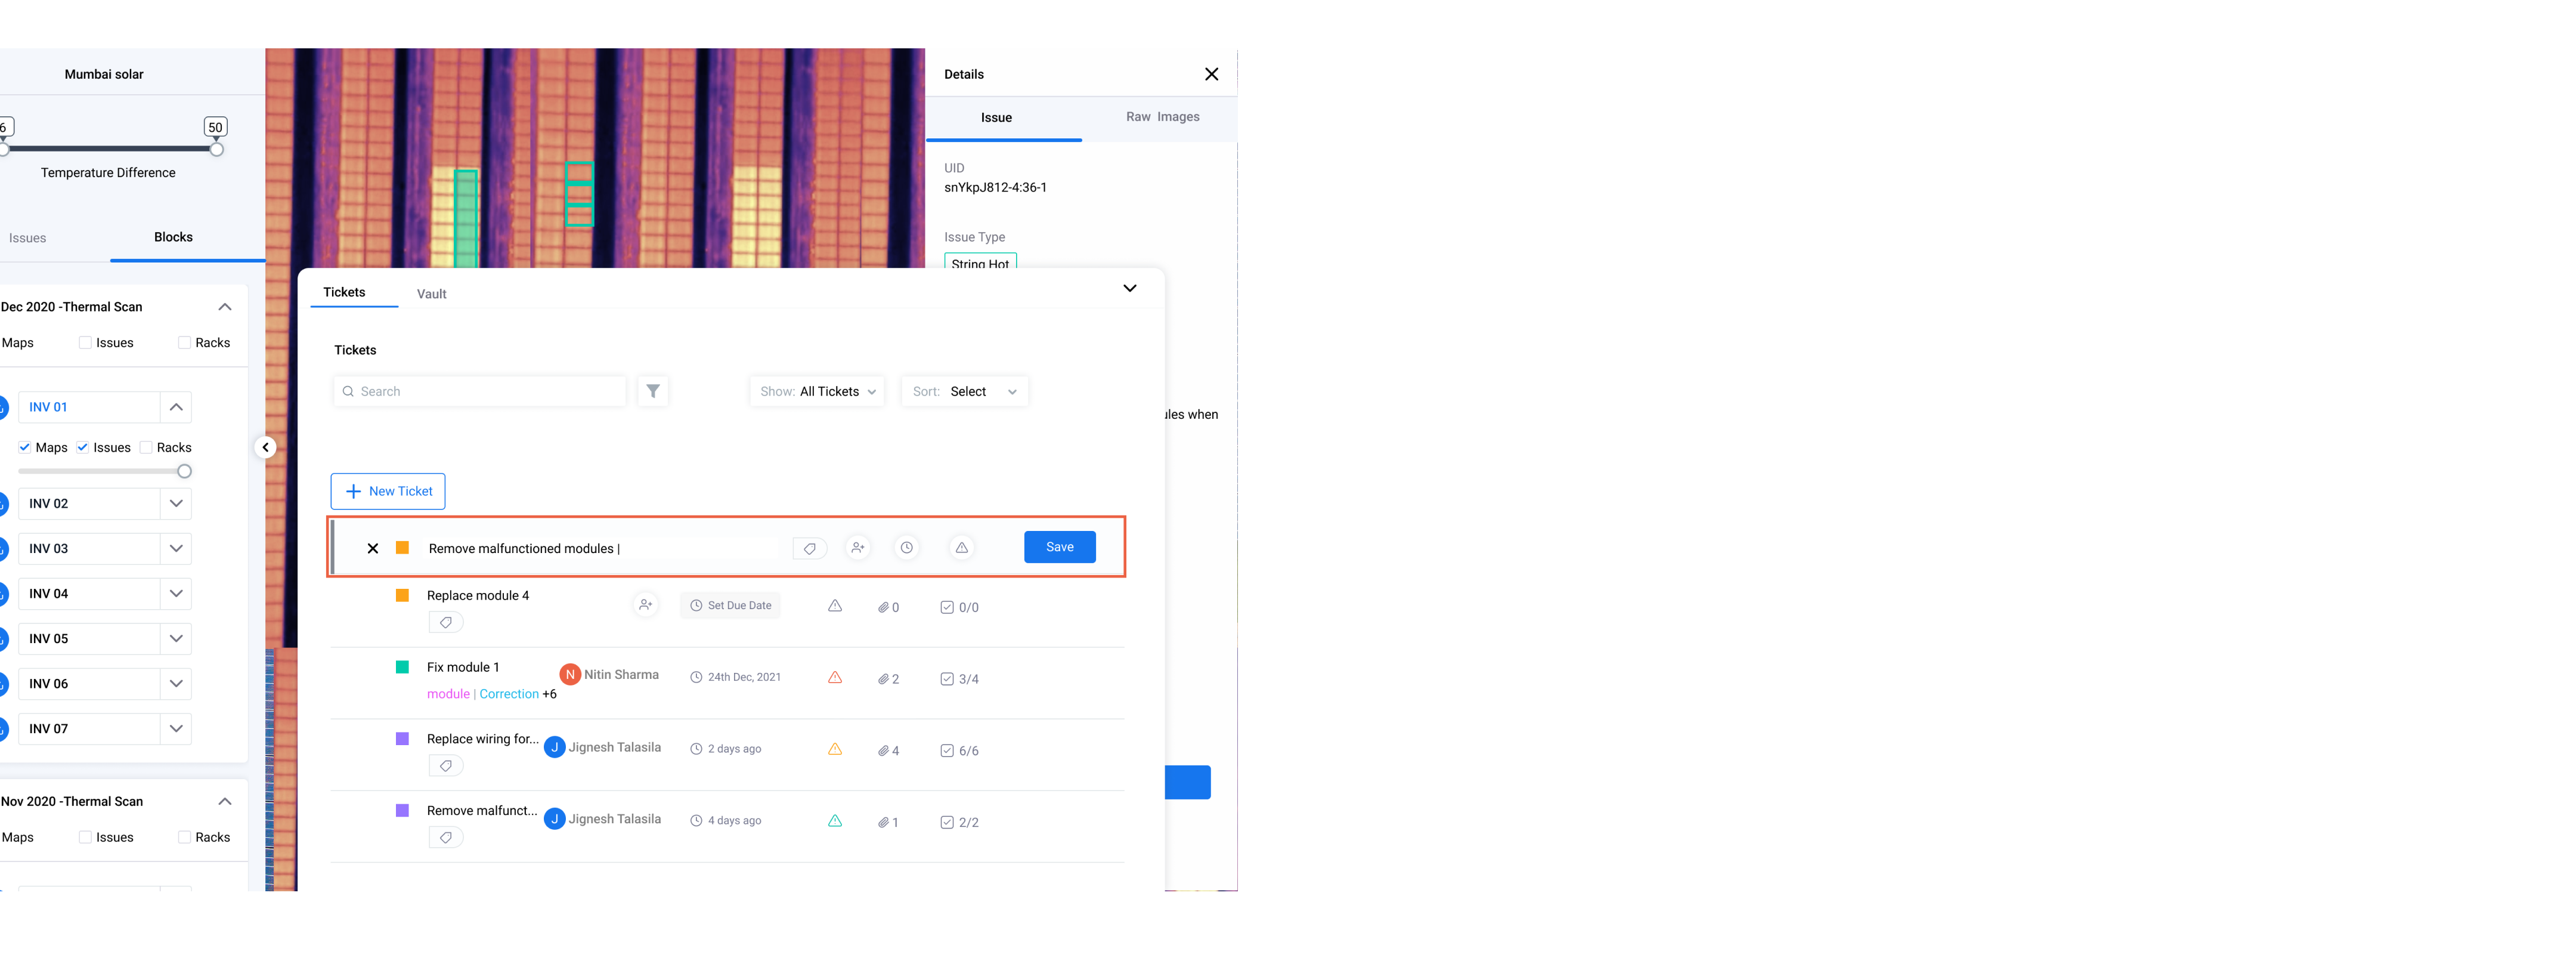 Mumbai solar
6
50
Temperature Difference
Issues
Blocks
Dec 2020 -Thermal Scan
Maps
Issues
Racks
INV 01
Maps
Issues
Racks
INV 02
INV 03
INV 04
INV 05
INV 06
INV 07
Nov 2020 -Thermal Scan
Maps
Issues
Racks
Details
Issue
Raw Images
UID
snYkpJ812-4:36-1
Issue Type
String Hot
when
Tickets
Vault
Tickets
Search
Show: All Tickets
Sort: Select
New Ticket
Remove malfunctioned modules |
Save
Replace module 4
Set Due Date
0
0/0
Fix module 1
module | Correction +6
N Nitin Sharma
24th Dec, 2021
2
3/4
Replace wiring for...
J Jignesh Talasila
2 days ago
4
6/6
Remove malfunct...
J Jignesh Talasila
4 days ago
1
2/2